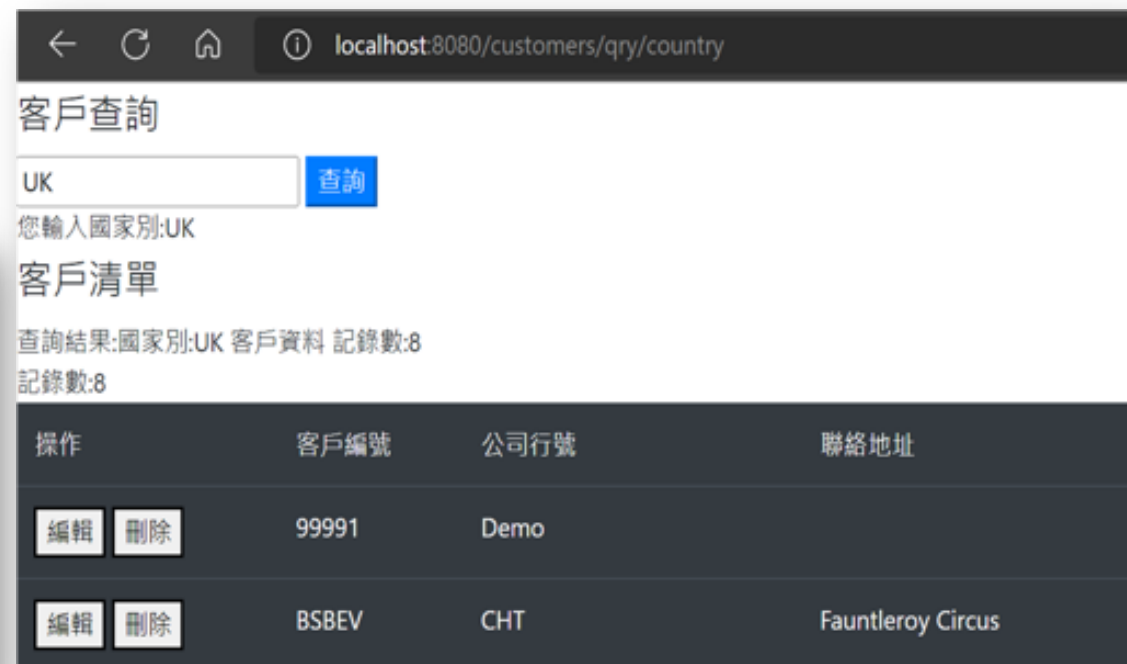 localhost:8080/customers/qry/country
客戶查詢
UK 查詢
您輸入國家別:UK
客戶清單
查詢結果:國家別:UK 客戶資料 記錄數:8
記錄數:8
操作 客戶編號 公司行號 聯絡地址
編輯 刪除 99991 Demo
編輯 刪除 BSBEV CHT Fauntleroy Circus